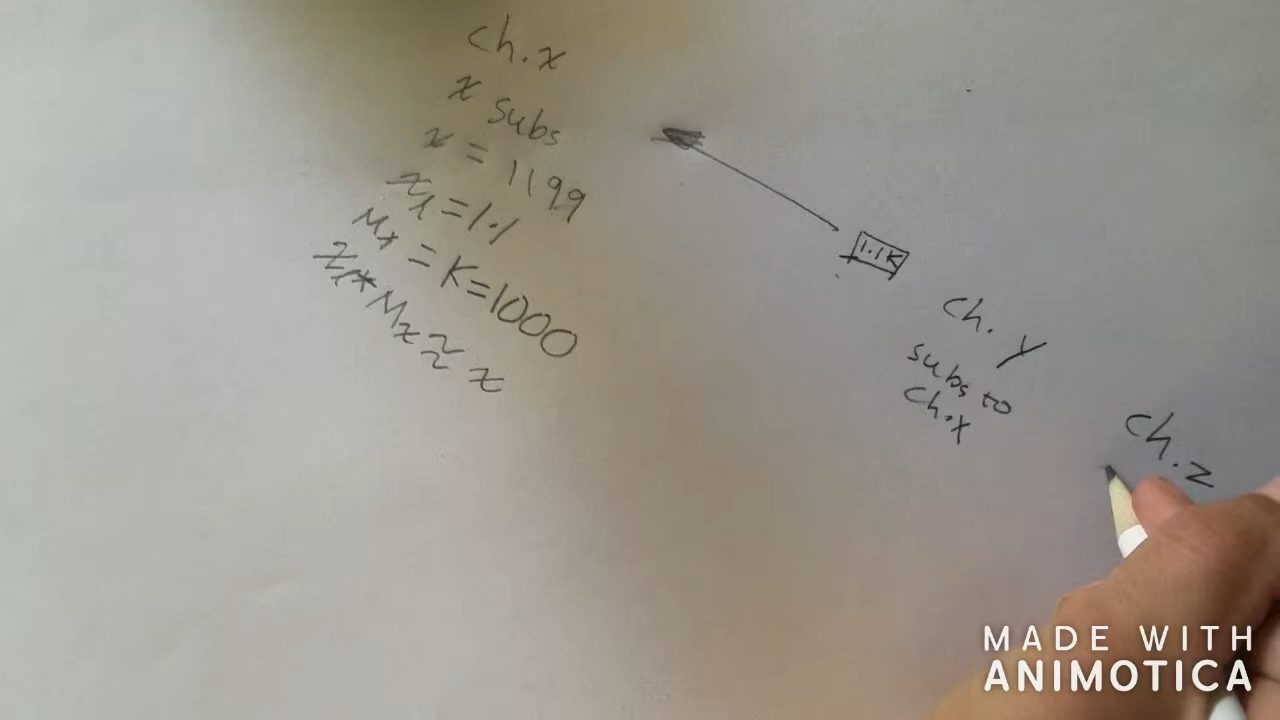 ch.x
x subs
x = 1199
x₁ = 1.1
Mx = K = 1000
x₁ * Mx ≈ x
1.1K
ch. y
subs to
ch.x
ch.z
MADE WITH
ANIMOTICA